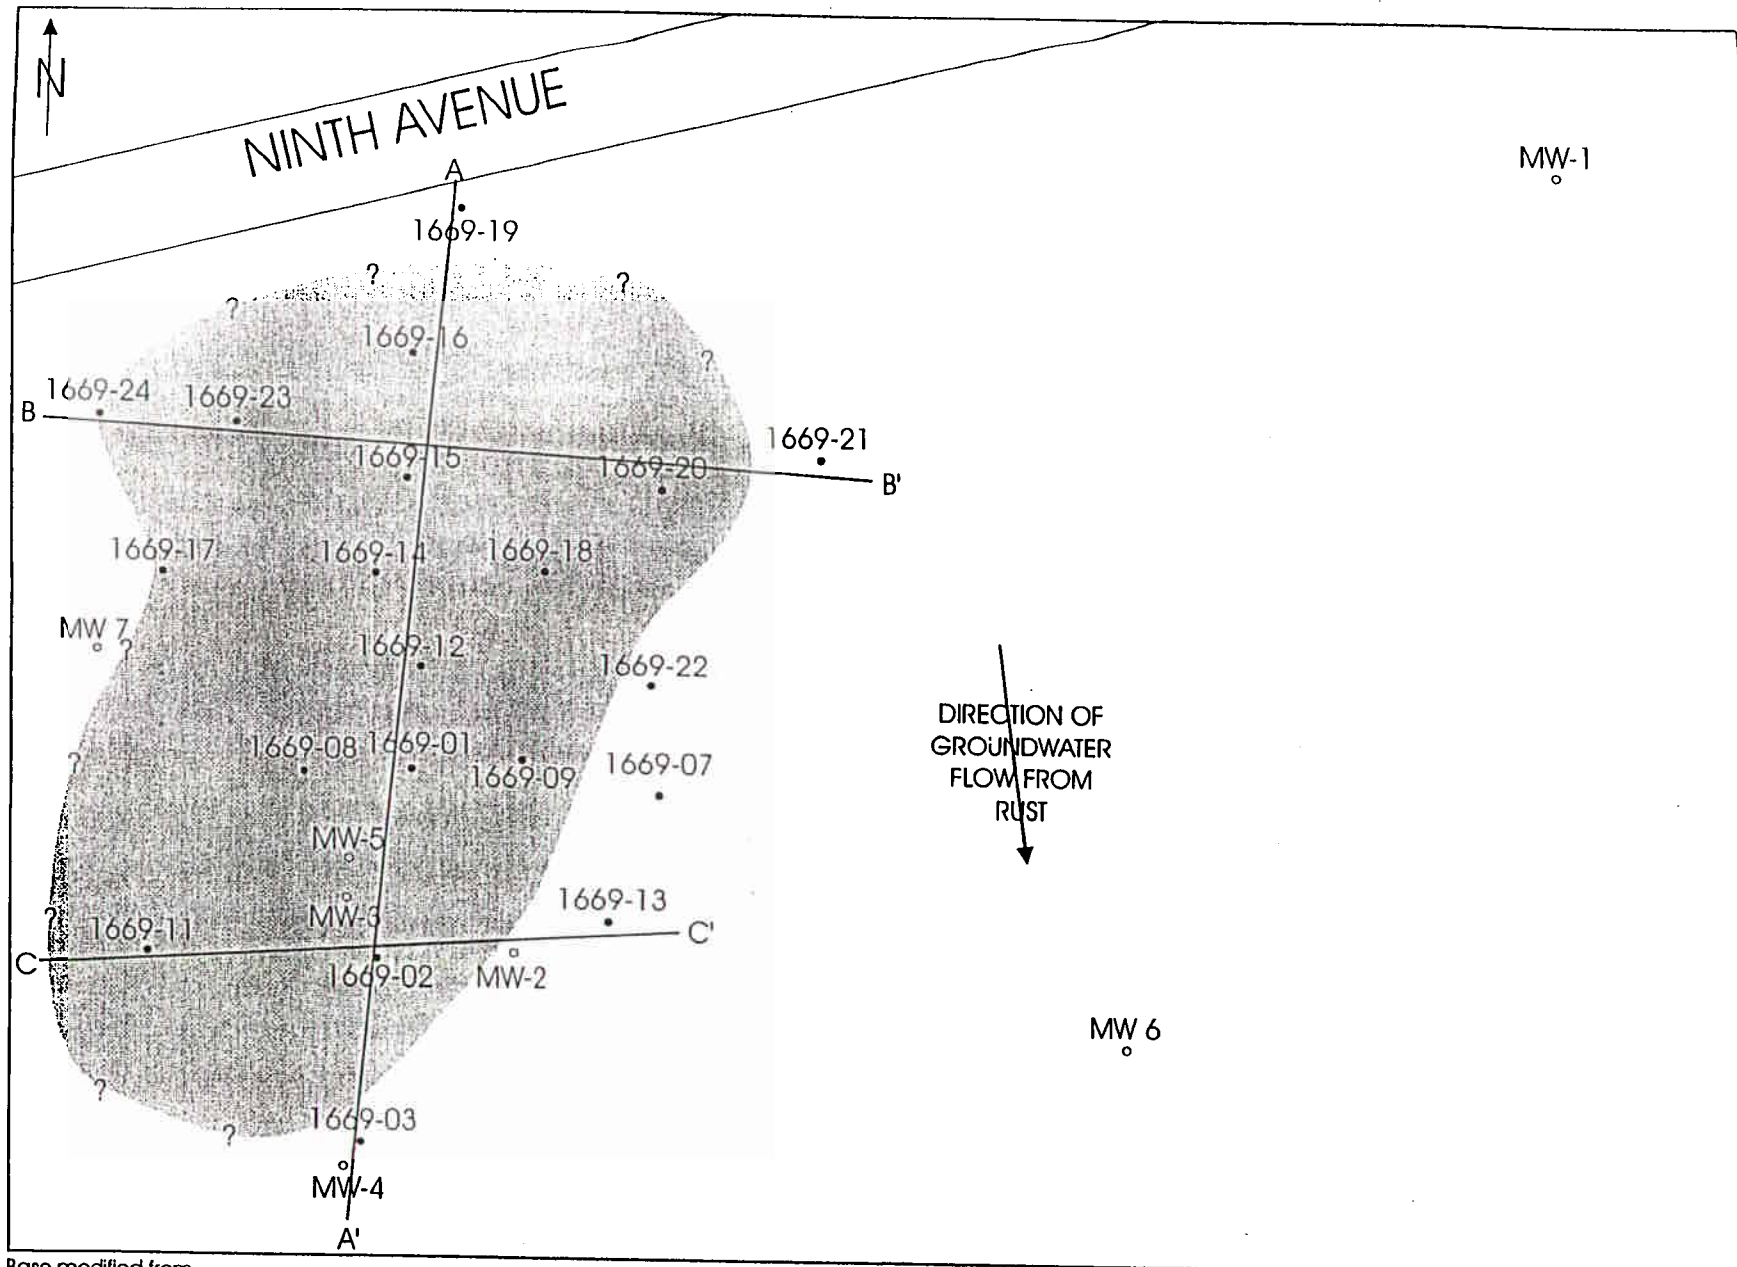 N
NINTH AVENUE
MW-1
A
1669-19
?
?
?
1669-16
?
1669-24
1669-23
B
1669-21
1669-15
1669-20
B'
1669-17
1669-14
1669-18
MW 7
?
1669-12
1669-22
DIRECTION OF
GROUNDWATER
FLOW FROM
RUST
1669-08
1669-01
1669-09
1669-07
?
MW-5
1669-13
?
MW-3
1669-11
C
C'
1669-02
MW-2
MW 6
?
1669-03
?
MW-4
A'
Base modified from